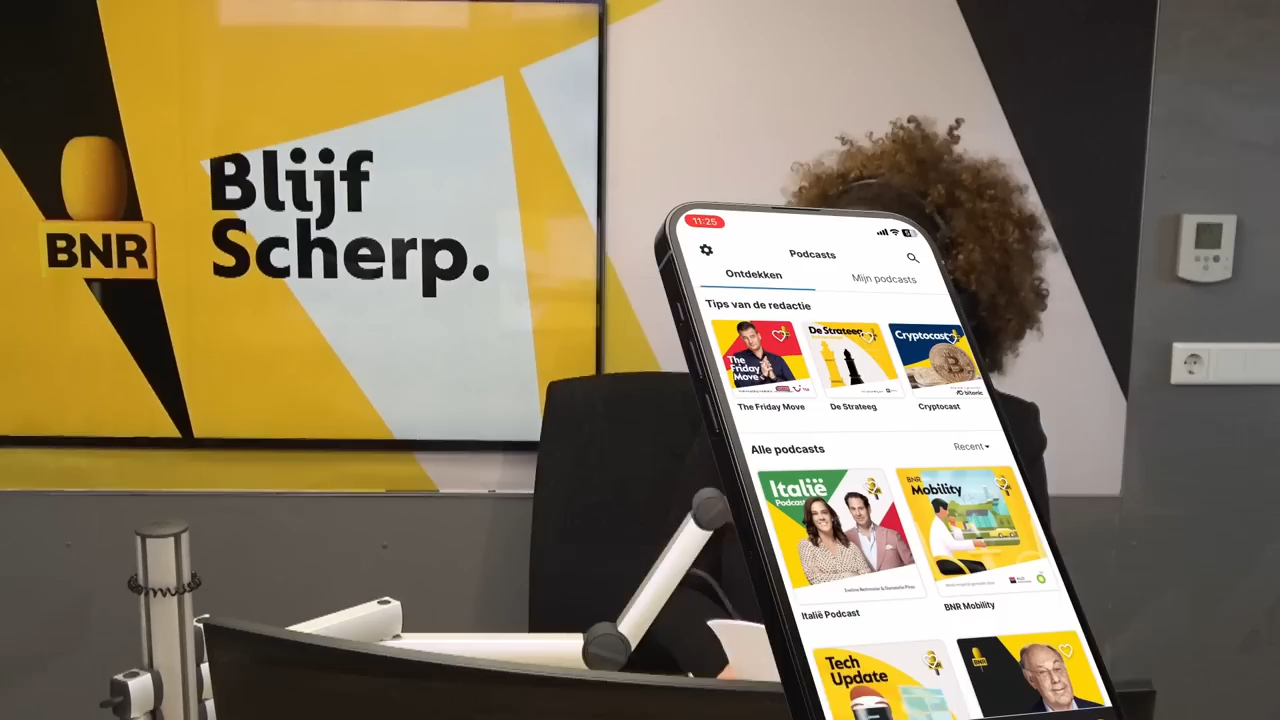 Blijf
Scherp.
BNR
11:25
Podcasts
Ontdekken
Mijn podcasts
Tips van de redactie
The
Friday
Move
De Strateeg
Cryptocast
The Friday Move
De Strateeg
Cryptocast
Alle podcasts
Recent
Italië
Podcast
BNR
Mobility
Italië Podcast
BNR Mobility
Tech
Update
BNR